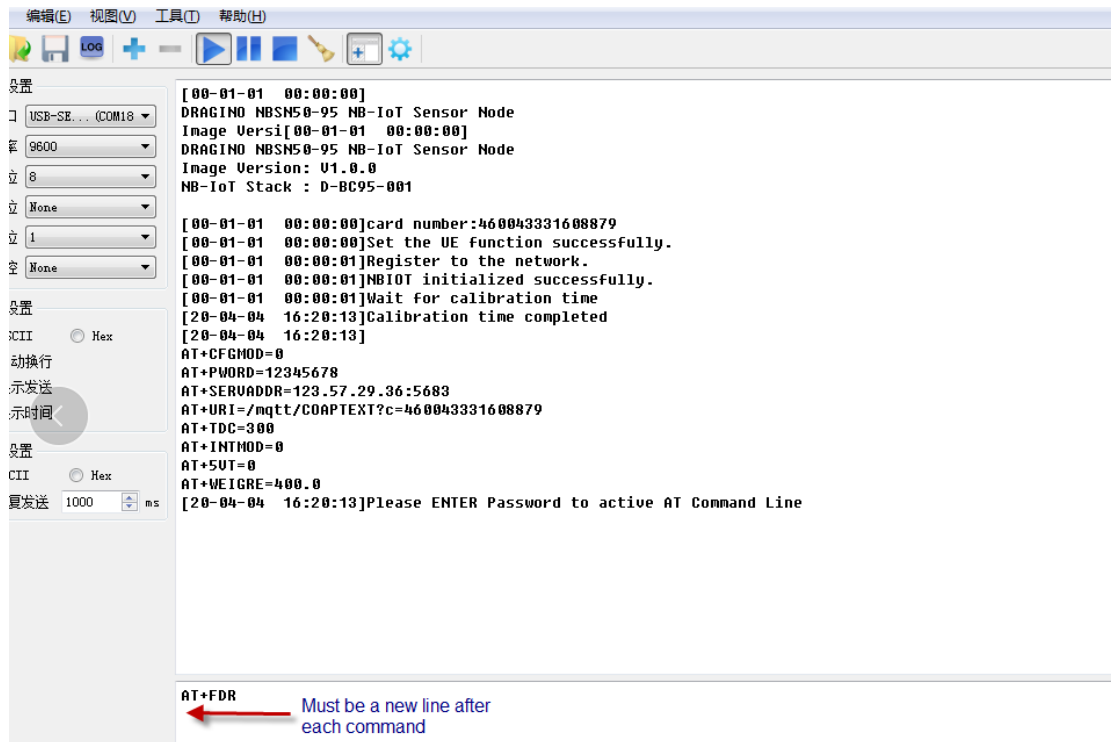 编辑(E) 视图(V) 工具(T) 帮助(H)
LOG
设置
口 USB-SE... (COM18
率 9600
位 8
位 None
位 1
控 None
设置
SCII Hex
动换行
示发送
示时间
设置
CII Hex
复发送 1000 ms
[00-01-01 00:00:00]
DRAGINO NBSN50-95 NB-IoT Sensor Node
Image Versi[00-01-01 00:00:00]
DRAGINO NBSN50-95 NB-IoT Sensor Node
Image Version: V1.0.0
NB-IoT Stack : D-BC95-001
[00-01-01 00:00:00]card number:460043331608879
[00-01-01 00:00:00]Set the UE function successfully.
[00-01-01 00:00:01]Register to the network.
[00-01-01 00:00:01]NBIOT initialized successfully.
[00-01-01 00:00:01]Wait for calibration time
[20-04-04 16:20:13]Calibration time completed
[20-04-04 16:20:13]
AT+CFGMOD=0
AT+PWORD=12345678
AT+SERVADDR=123.57.29.36:5683
AT+URI=/mqtt/COAPTEXT?c=460043331608879
AT+TDC=300
AT+INTMOD=0
AT+5VT=0
AT+WEIGRE=400.0
[20-04-04 16:20:13]Please ENTER Password to active AT Command Line
AT+FDR
Must be a new line after
each command